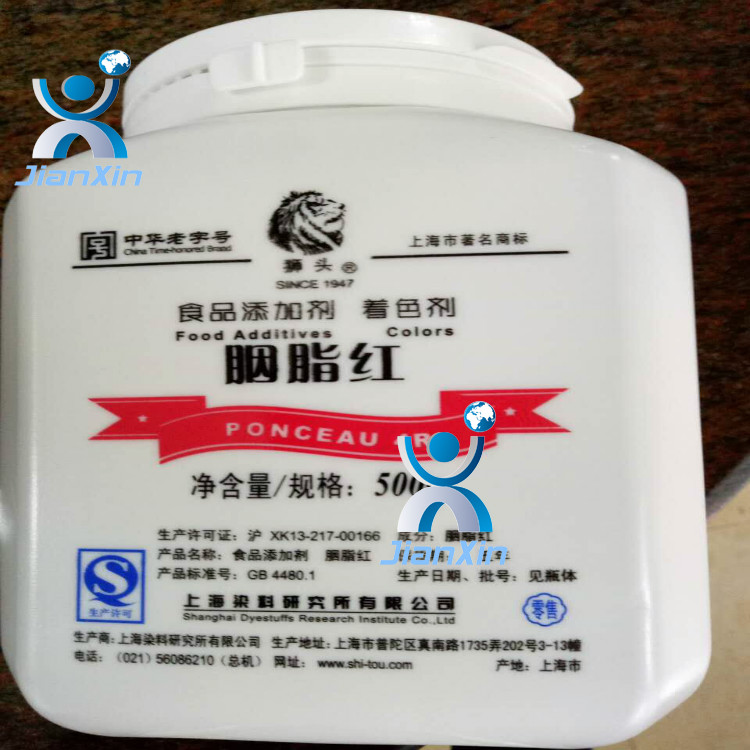 JianXin
中华老字号
China Time-honored Brand
狮头®
SINCE 1947
上海市著名商标
食品添加剂 着色剂
Food Additives Colors
胭脂红
PONCEAU
净含量/规格: 500
生产许可证: 沪 XK13-217-00166 成分: 胭脂红
产品名称: 食品添加剂 胭脂红
JianXin
产品标准号: GB 4480.1
生产日期、批号: 见瓶体
生产许可
上海染料研究所有限公司
Shanghai Dyestuffs Research Institute Co.,Ltd
零售
生产商: 上海染料研究所有限公司 生产地址: 上海市普陀区真南路1735弄202号3-13幢
电话: (021) 56086210 (总机) 网址: www.shi-tou.com 产地: 上海市